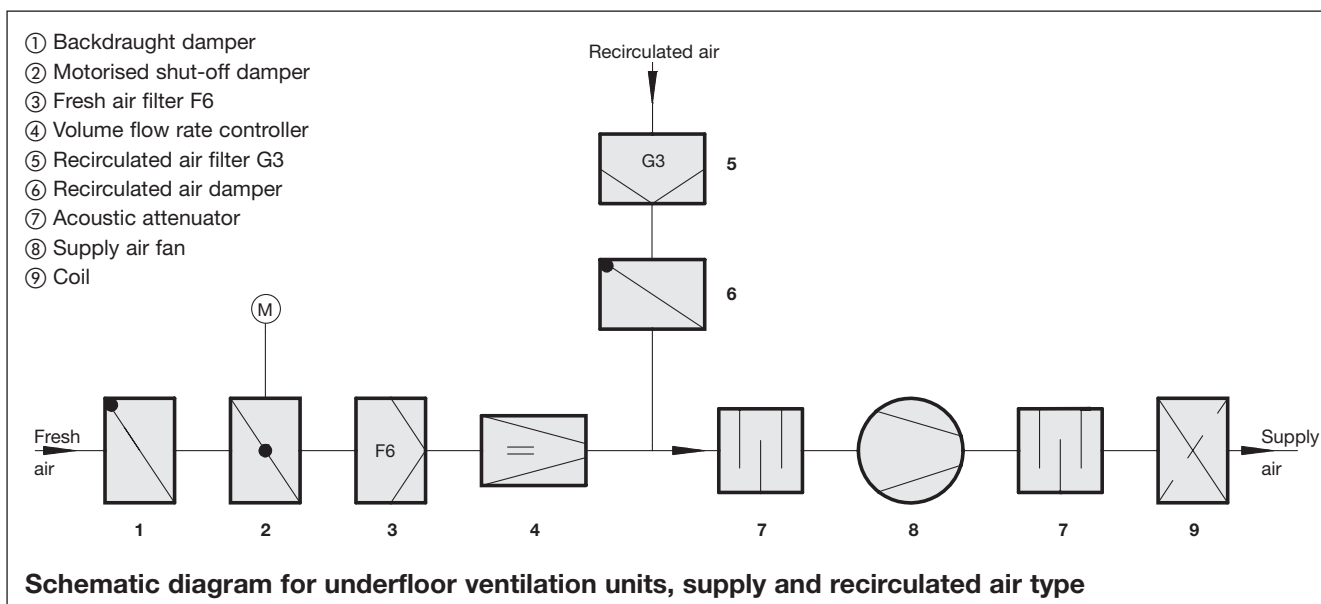 ① Backdraught damper
② Motorised shut-off damper
③ Fresh air filter F6
④ Volume flow rate controller
⑤ Recirculated air filter G3
⑥ Recirculated air damper
⑦ Acoustic attenuator
⑧ Supply air fan
⑨ Coil
Recirculated air
G3
5
6
M
Fresh
air
F6
Supply
air
1
2
3
4
7
8
7
9
Schematic diagram for underfloor ventilation units, supply and recirculated air type